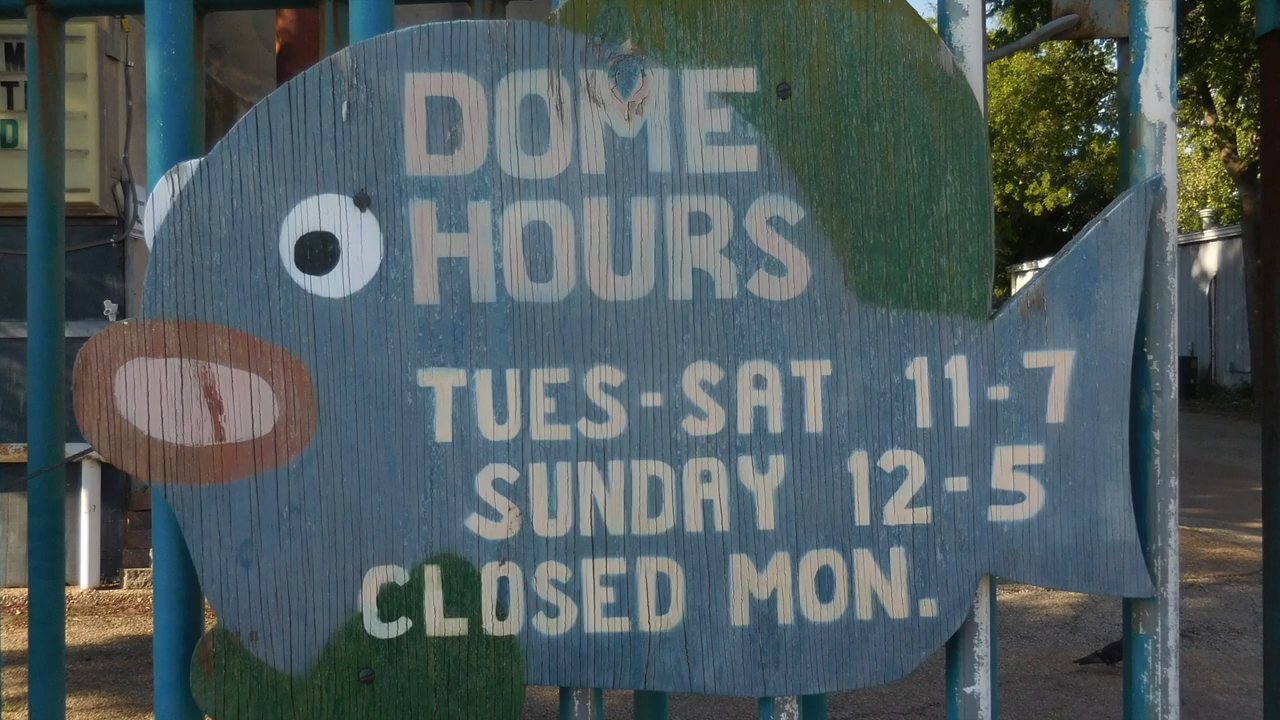 DOME
HOURS
TUES-SAT 11-7
SUNDAY 12-5
CLOSED MON.
M
T
D